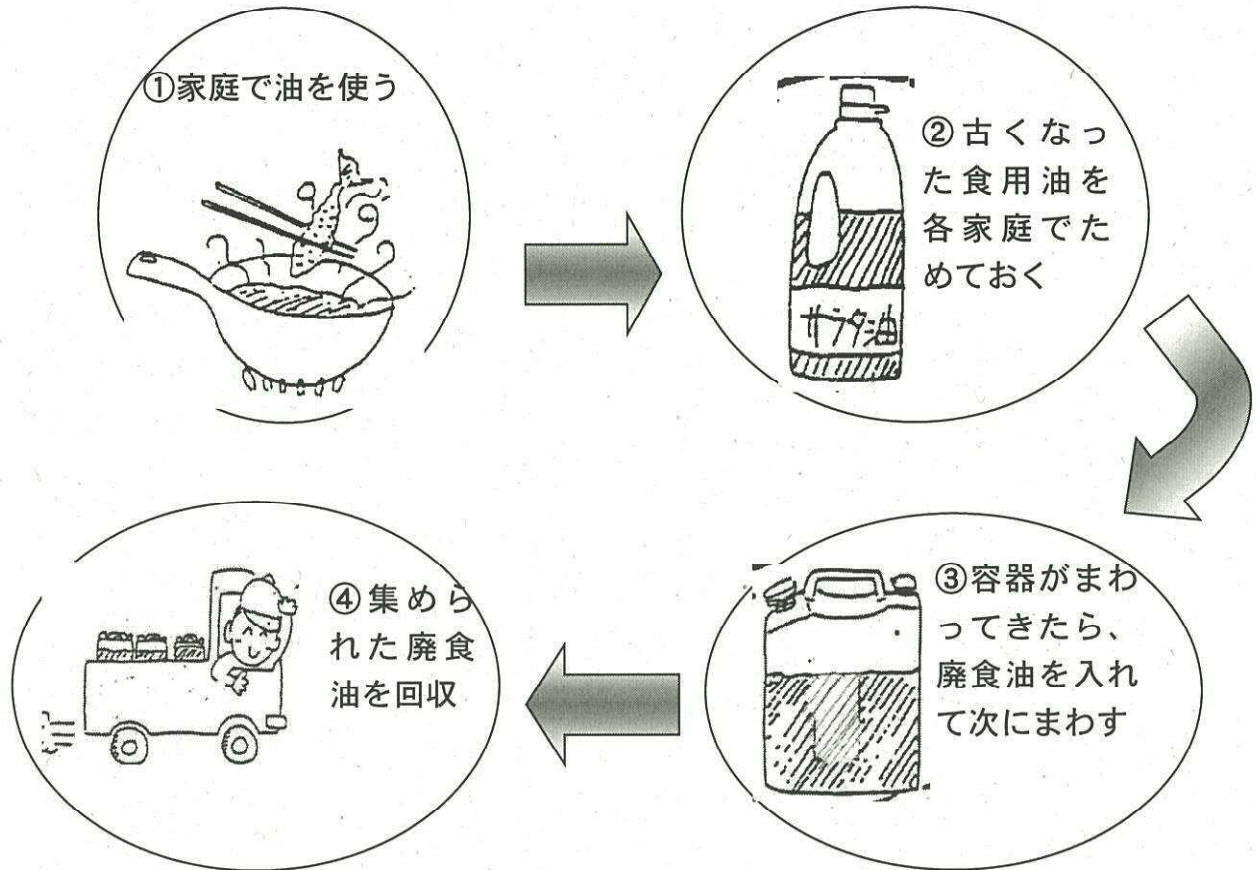 ①家庭で油を使う
②古くなっ
た食用油を
各家庭でた
めておく
サラダ油
③容器がまわ
ってきたら、
廃食油を入れ
て次にまわす
④集めら
れた廃食
油を回収